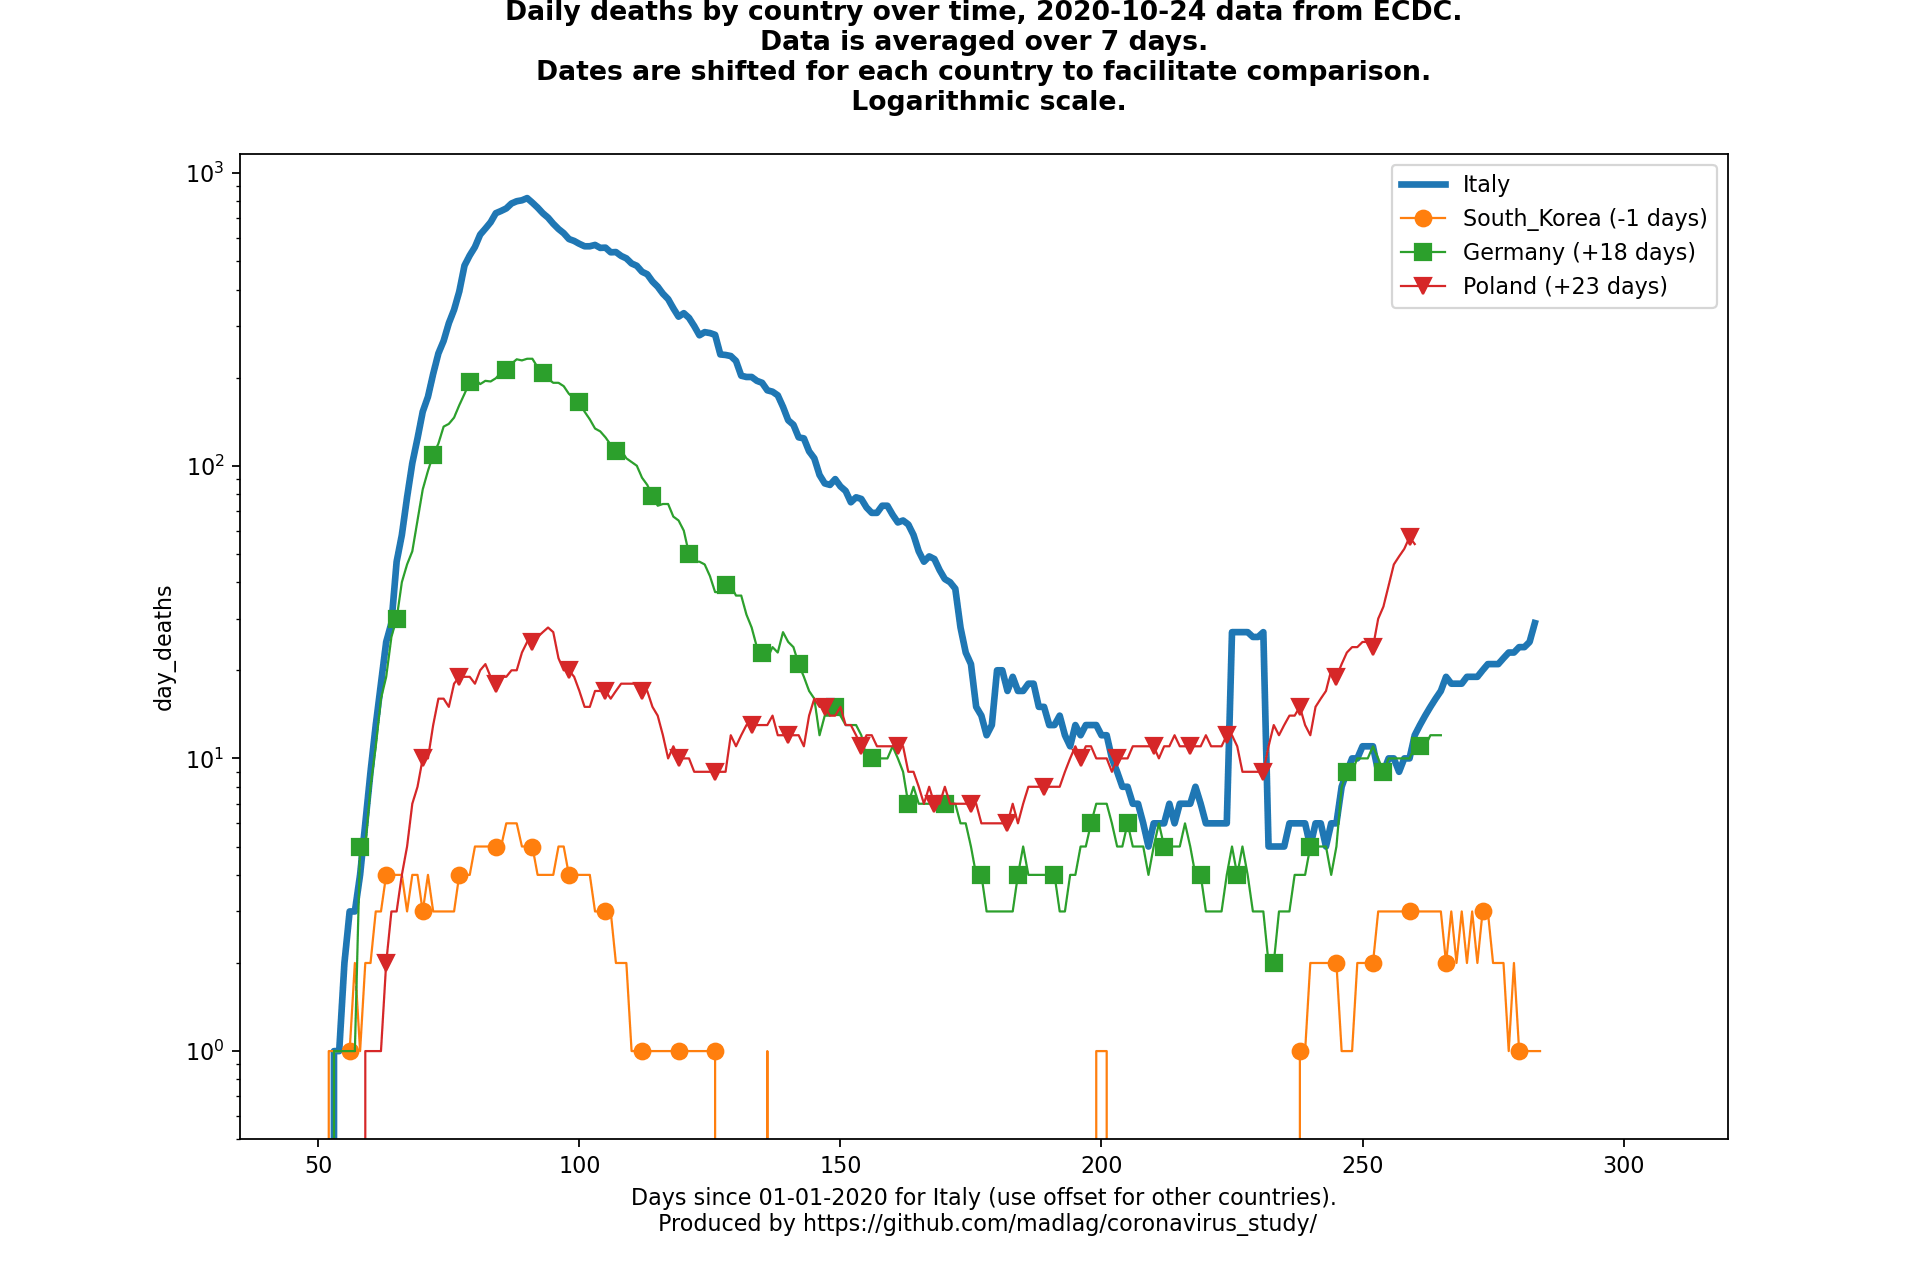 Daily deaths by country over time, 2020-10-24 data from ECDC.
Data is averaged over 7 days.
Dates are shifted for each country to facilitate comparison.
Logarithmic scale.
10³
10²
10¹
10⁰
day_deaths
Italy
South_Korea (-1 days)
Germany (+18 days)
Poland (+23 days)
50 100 150 200 250 300
Days since 01-01-2020 for Italy (use offset for other countries).
Produced by https://github.com/madlag/coronavirus_study/